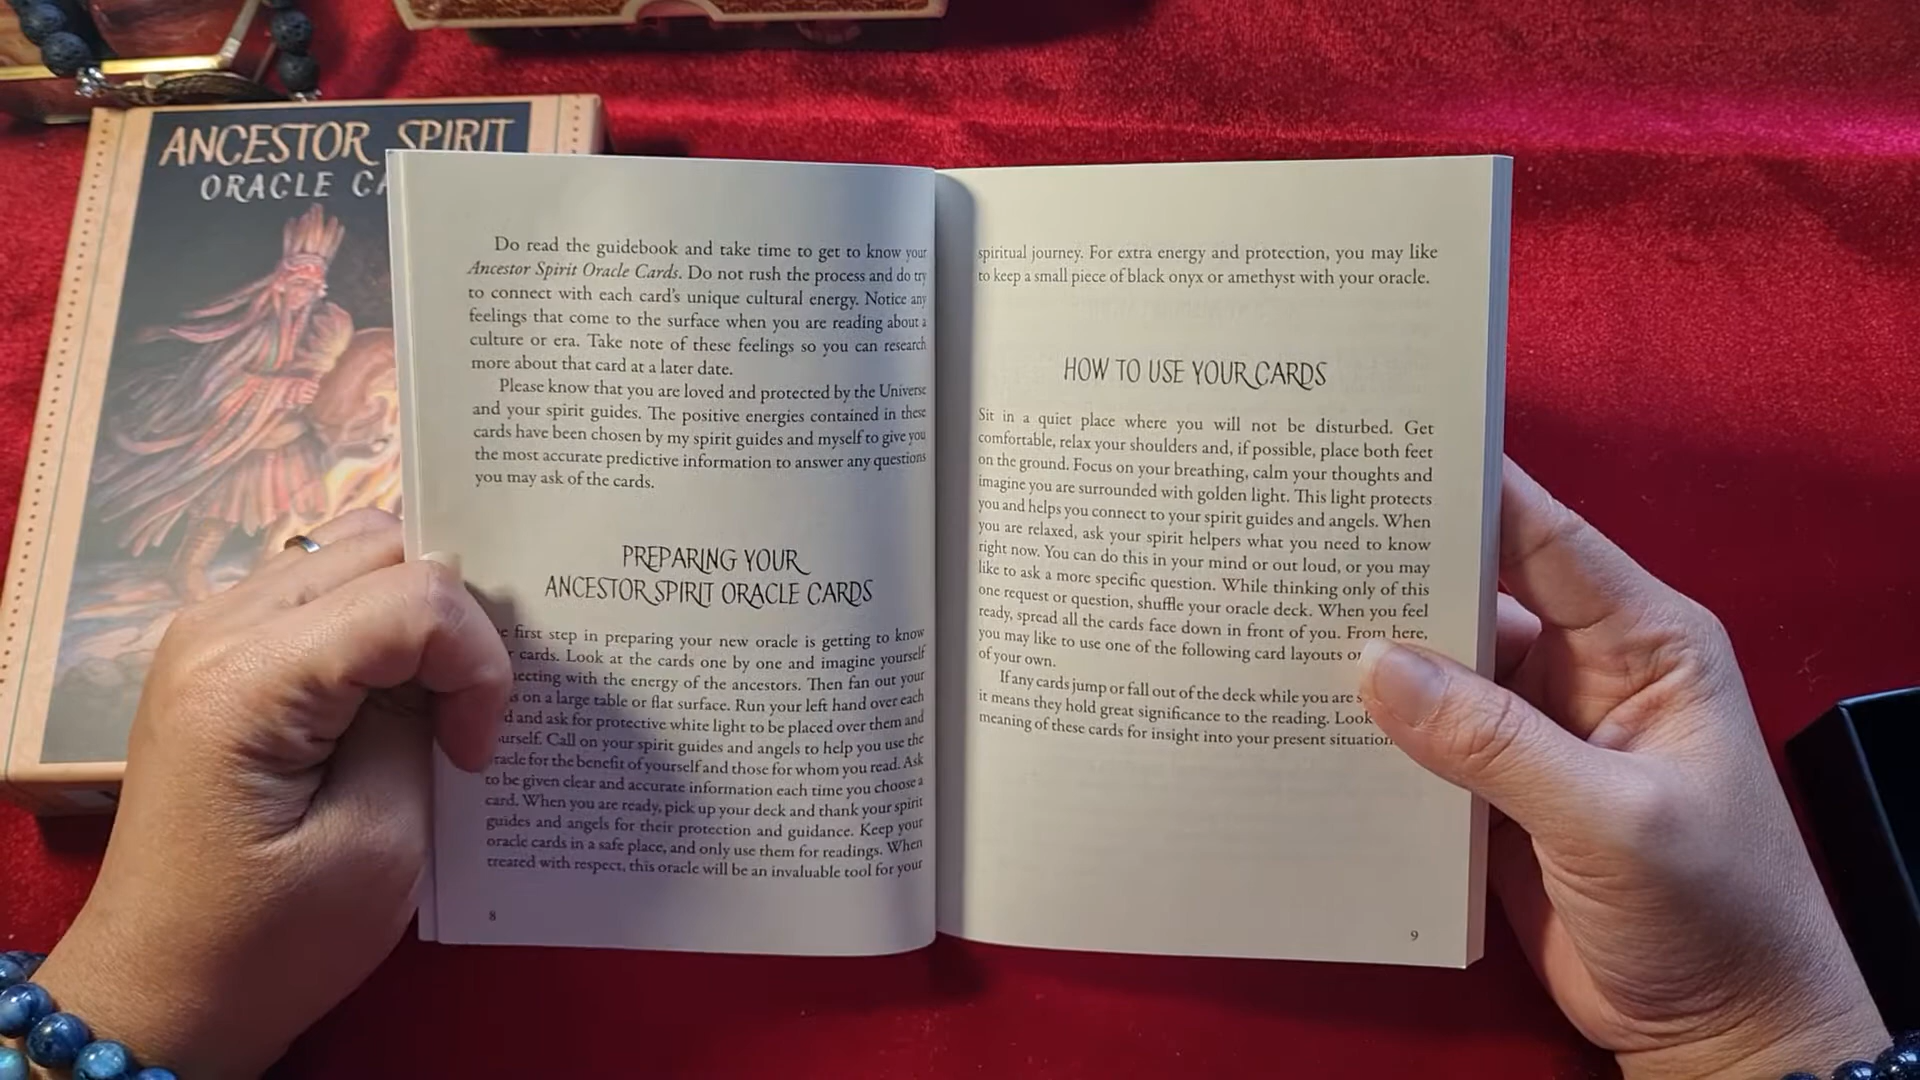 ANCESTOR SPIRIT
ORACLE
Do read the guidebook and take time to get to know your
Ancestor Spirit Oracle Cards. Do not rush the process and do try
to connect with each card's unique cultural energy. Notice any
feelings that come to the surface when you are reading about a
culture or era. Take note of these feelings so you can research
more about that card at a later date.
Please know that you are loved and protected by the Universe
and your spirit guides. The positive energies contained in these
cards have been chosen by my spirit guides and myself to give you
the most accurate predictive information to answer any questions
you may ask of the cards.
PREPARING YOUR
ANCESTOR SPIRIT ORACLE CARDS
first step in preparing your new oracle is getting to know
cards. Look at the cards one by one and imagine yourself
with the energy of the ancestors. Then fan out your
on a large table or flat surface. Run your left hand over each
and ask for protective white light to be placed over them and
Call on your spirit guides and angels to help you use the
for the benefit of yourself and those for whom you read. Ask
to be given clear and accurate information each time you choose a
card. When you are ready, pick up your deck and thank your spirit
guides and angels for their protection and guidance. Keep your
oracle cards in a safe place, and only use them for readings. When
treated with respect, this oracle will be an invaluable tool for your
8
spiritual journey. For extra energy and protection, you may like
to keep a small piece of black onyx or amethyst with your oracle.
HOW TO USE YOUR CARDS
Sit in a quiet place where you will not be disturbed. Get
comfortable, relax your shoulders and, if possible, place both feet
on the ground. Focus on your breathing, calm your thoughts and
imagine you are surrounded with golden light. This light protects
you and helps you connect to your spirit guides and angels. When
you are relaxed, ask your spirit helpers what you need to know
right now. You can do this in your mind or out loud, or you may
like to ask a more specific question. While thinking only of this
one request or question, shuffle your oracle deck. When you feel
ready, spread all the cards face down in front of you. From here,
you may like to use one of the following card layouts
of your own.
If any cards jump or fall out of the deck while you are
it means they hold great significance to the reading. Look
meaning of these cards for insight into your present situation.
9